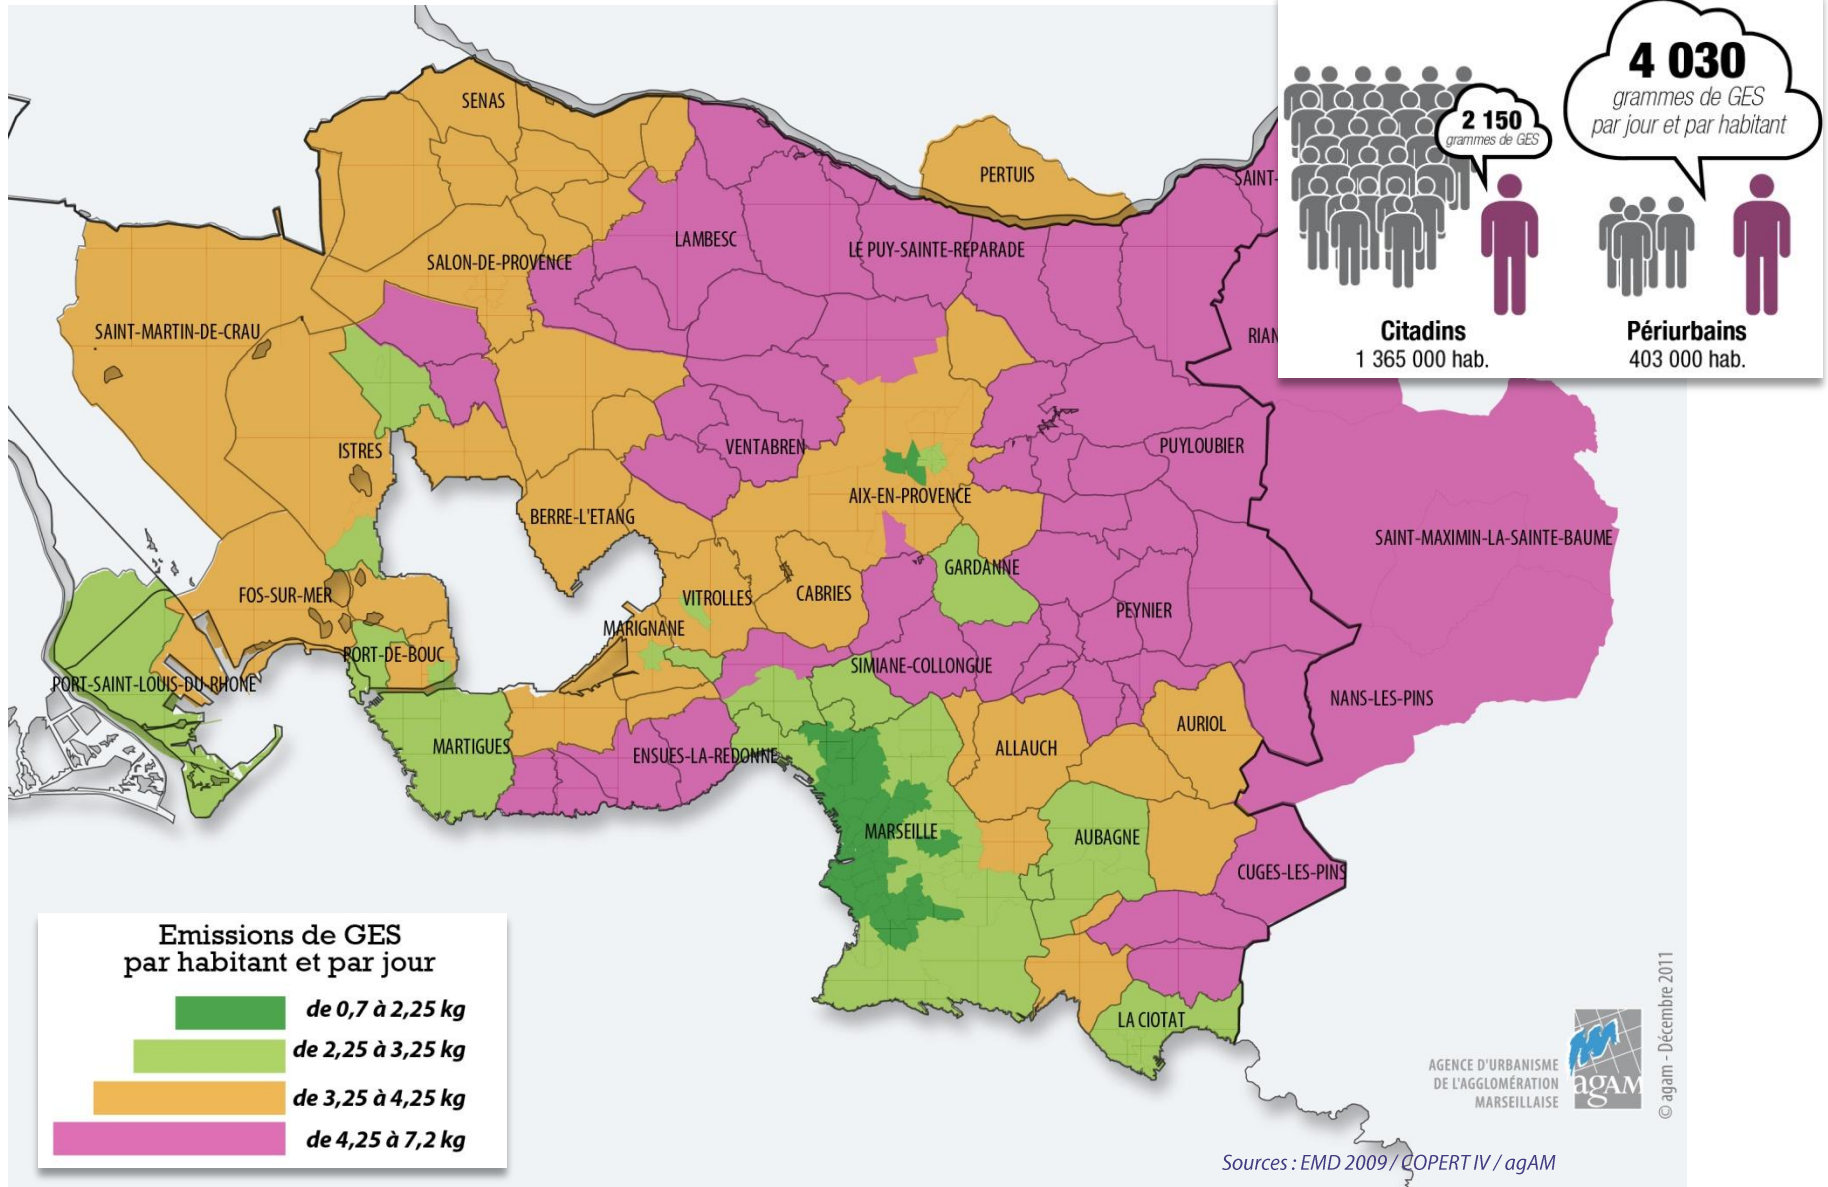 4 030
grammes de GES
par jour et par habitant
2 150
grammes de GES
Citadins
1 365 000 hab.
Périurbains
403 000 hab.
SENAS
PERTUIS
SAINT-
LAMBESC
LE PUY-SAINTE-REPARADE
SALON-DE-PROVENCE
SAINT-MARTIN-DE-CRAU
RIAN
ISTRES
VENTABREN
PUYLOUBIER
AIX-EN-PROVENCE
BERRE-L'ETANG
SAINT-MAXIMIN-LA-SAINTE-BAUME
GARDANNE
FOS-SUR-MER
VITROLLES
CABRIES
PEYNIER
MARIGNANE
PORT-DE-BOUC
SIMIANE-COLLONGUE
PORT-SAINT-LOUIS-DU-RHONE
NANS-LES-PINS
AURIOL
MARTIGUES
ENSUES-LA-REDONNE
ALLAUCH
MARSEILLE
AUBAGNE
CUGES-LES-PINS
LA CIOTAT
Emissions de GES
par habitant et par jour
de 0,7 à 2,25 kg
de 2,25 à 3,25 kg
de 3,25 à 4,25 kg
de 4,25 à 7,2 kg
AGENCE D'URBANISME
DE L'AGGLOMÉRATION
MARSEILLAISE
agAM
© agam - Décembre 2011
Sources : EMD 2009 / COPERT IV / agAM